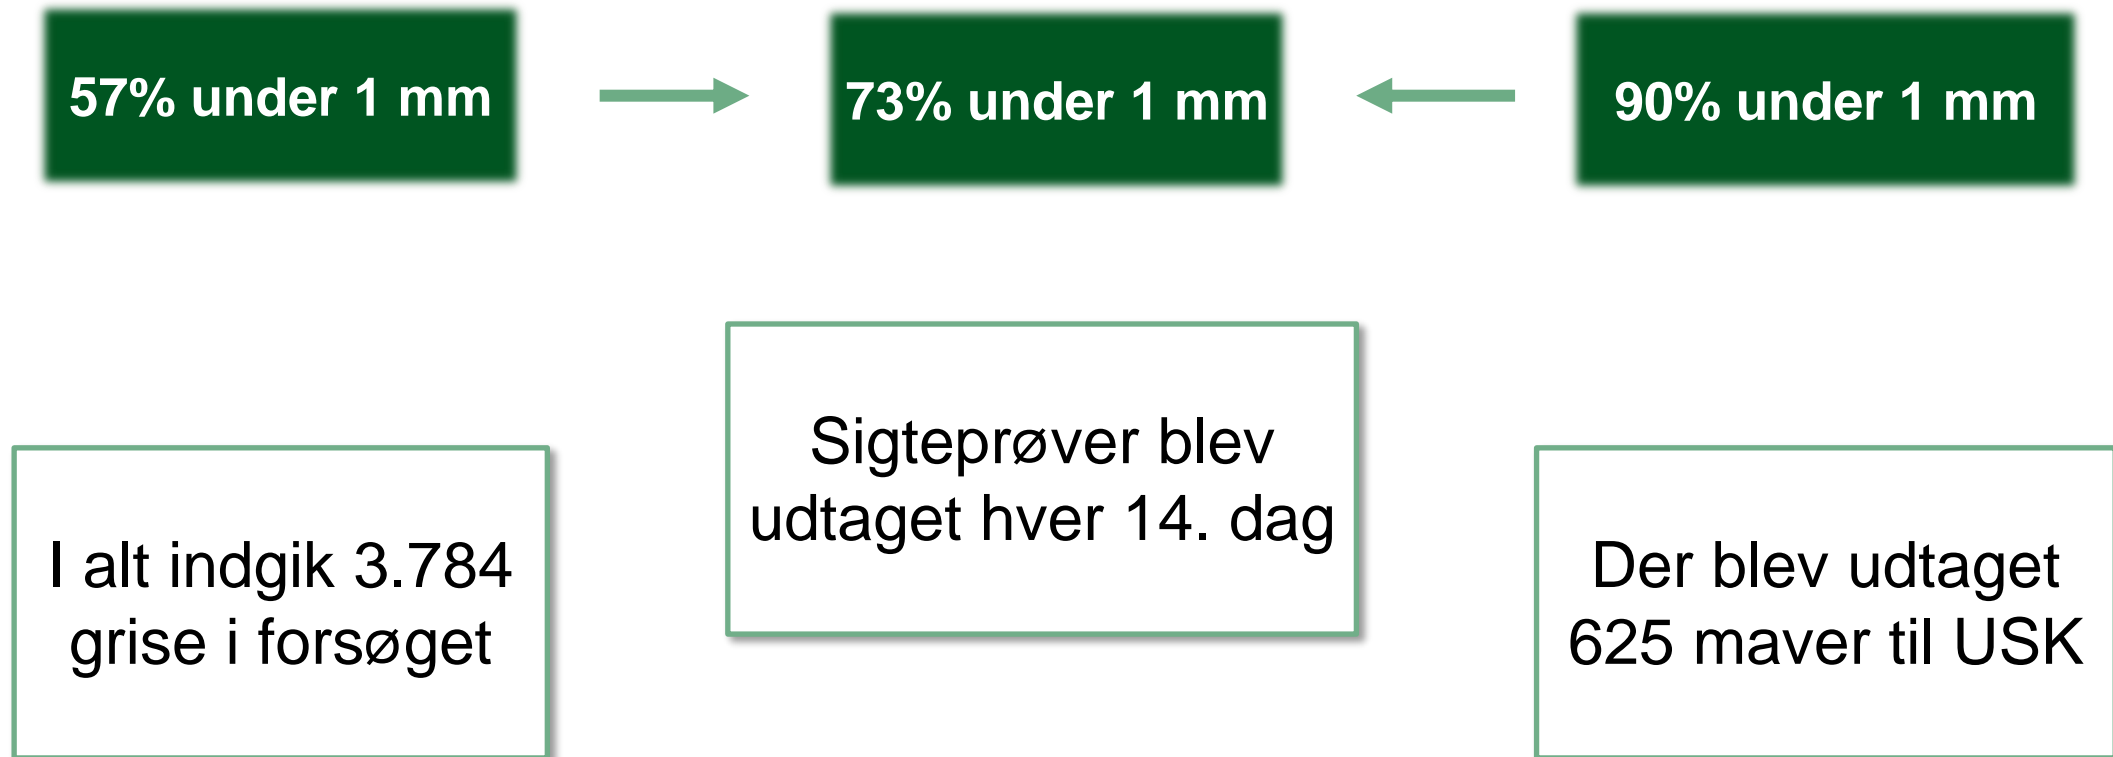 57% under 1 mm
73% under 1 mm
90% under 1 mm
Sigteprøver blev
udtaget hver 14. dag
I alt indgik 3.784
grise i forsøget
Der blev udtaget
625 maver til USK